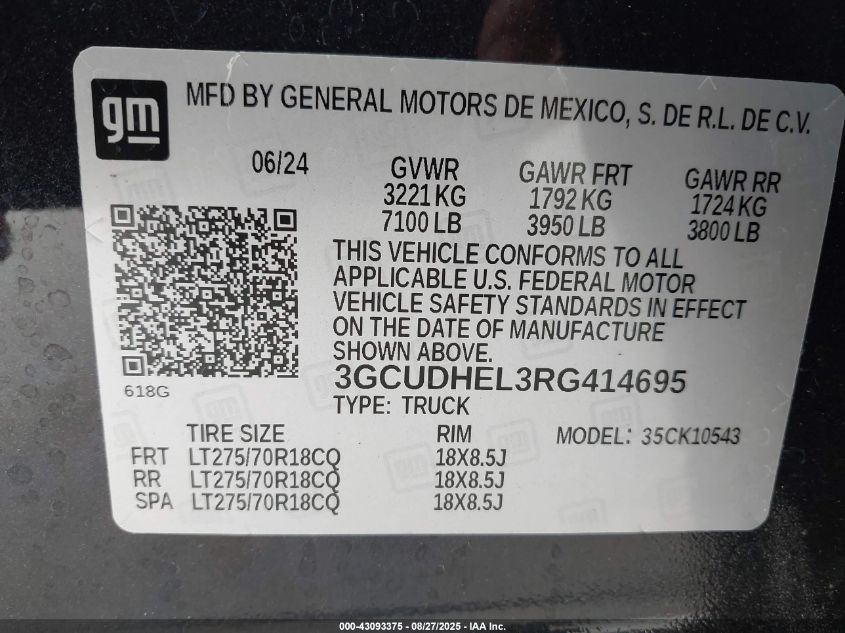 gm
MFD BY GENERAL MOTORS DE MEXICO, S. DE R.L. DE C.V.
06/24
GVWR
3221 KG
7100 LB
GAWR FRT
1792 KG
3950 LB
GAWR RR
1724 KG
3800 LB
THIS VEHICLE CONFORMS TO ALL
APPLICABLE U.S. FEDERAL MOTOR
VEHICLE SAFETY STANDARDS IN EFFECT
ON THE DATE OF MANUFACTURE
SHOWN ABOVE.
618G
3GCUDHEL3RG414695
TYPE: TRUCK
TIRE SIZE RIM MODEL: 35CK10543
FRT LT275/70R18CQ 18X8.5J
RR LT275/70R18CQ 18X8.5J
SPA LT275/70R18CQ 18X8.5J
000-43093375 - 08/27/2025 - IAA Inc.